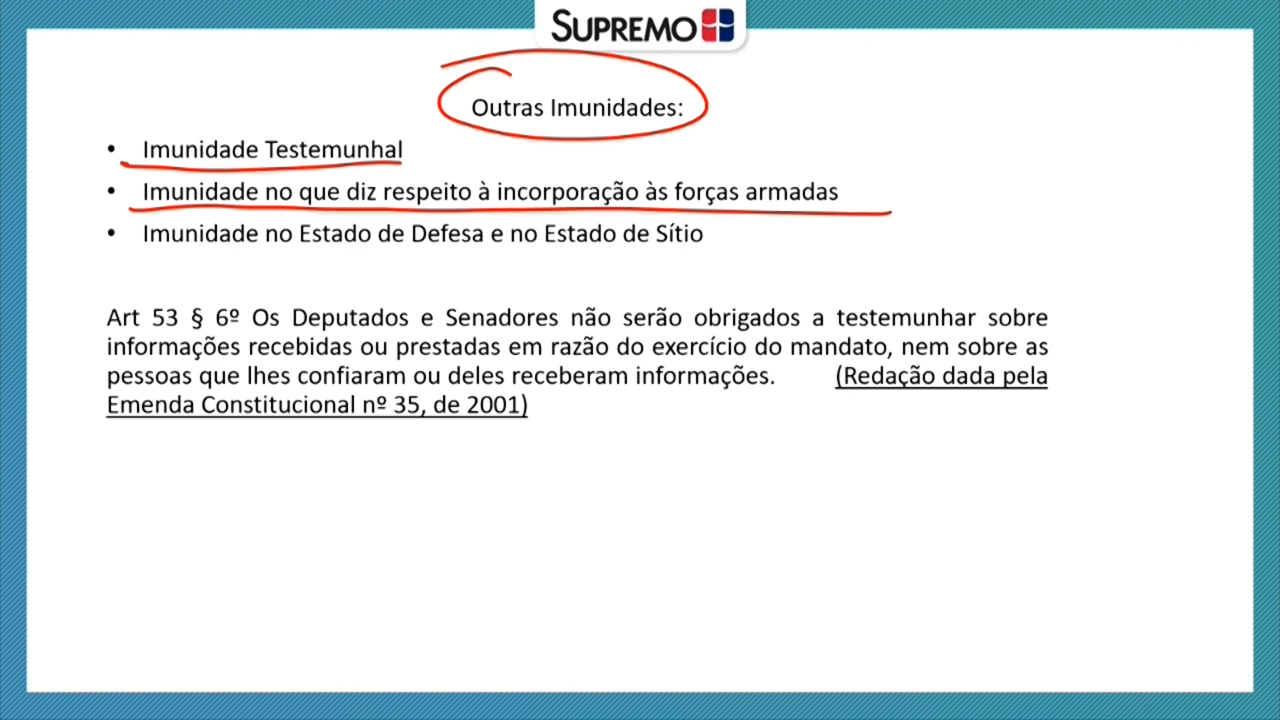 SUPREMO
Outras Imunidades:
• Imunidade Testemunhal
• Imunidade no que diz respeito à incorporação às forças armadas
• Imunidade no Estado de Defesa e no Estado de Sítio
Art 53 § 6º Os Deputados e Senadores não serão obrigados a testemunhar sobre
informações recebidas ou prestadas em razão do exercício do mandato, nem sobre as
pessoas que lhes confiaram ou deles receberam informações. (Redação dada pela
Emenda Constitucional nº 35, de 2001)